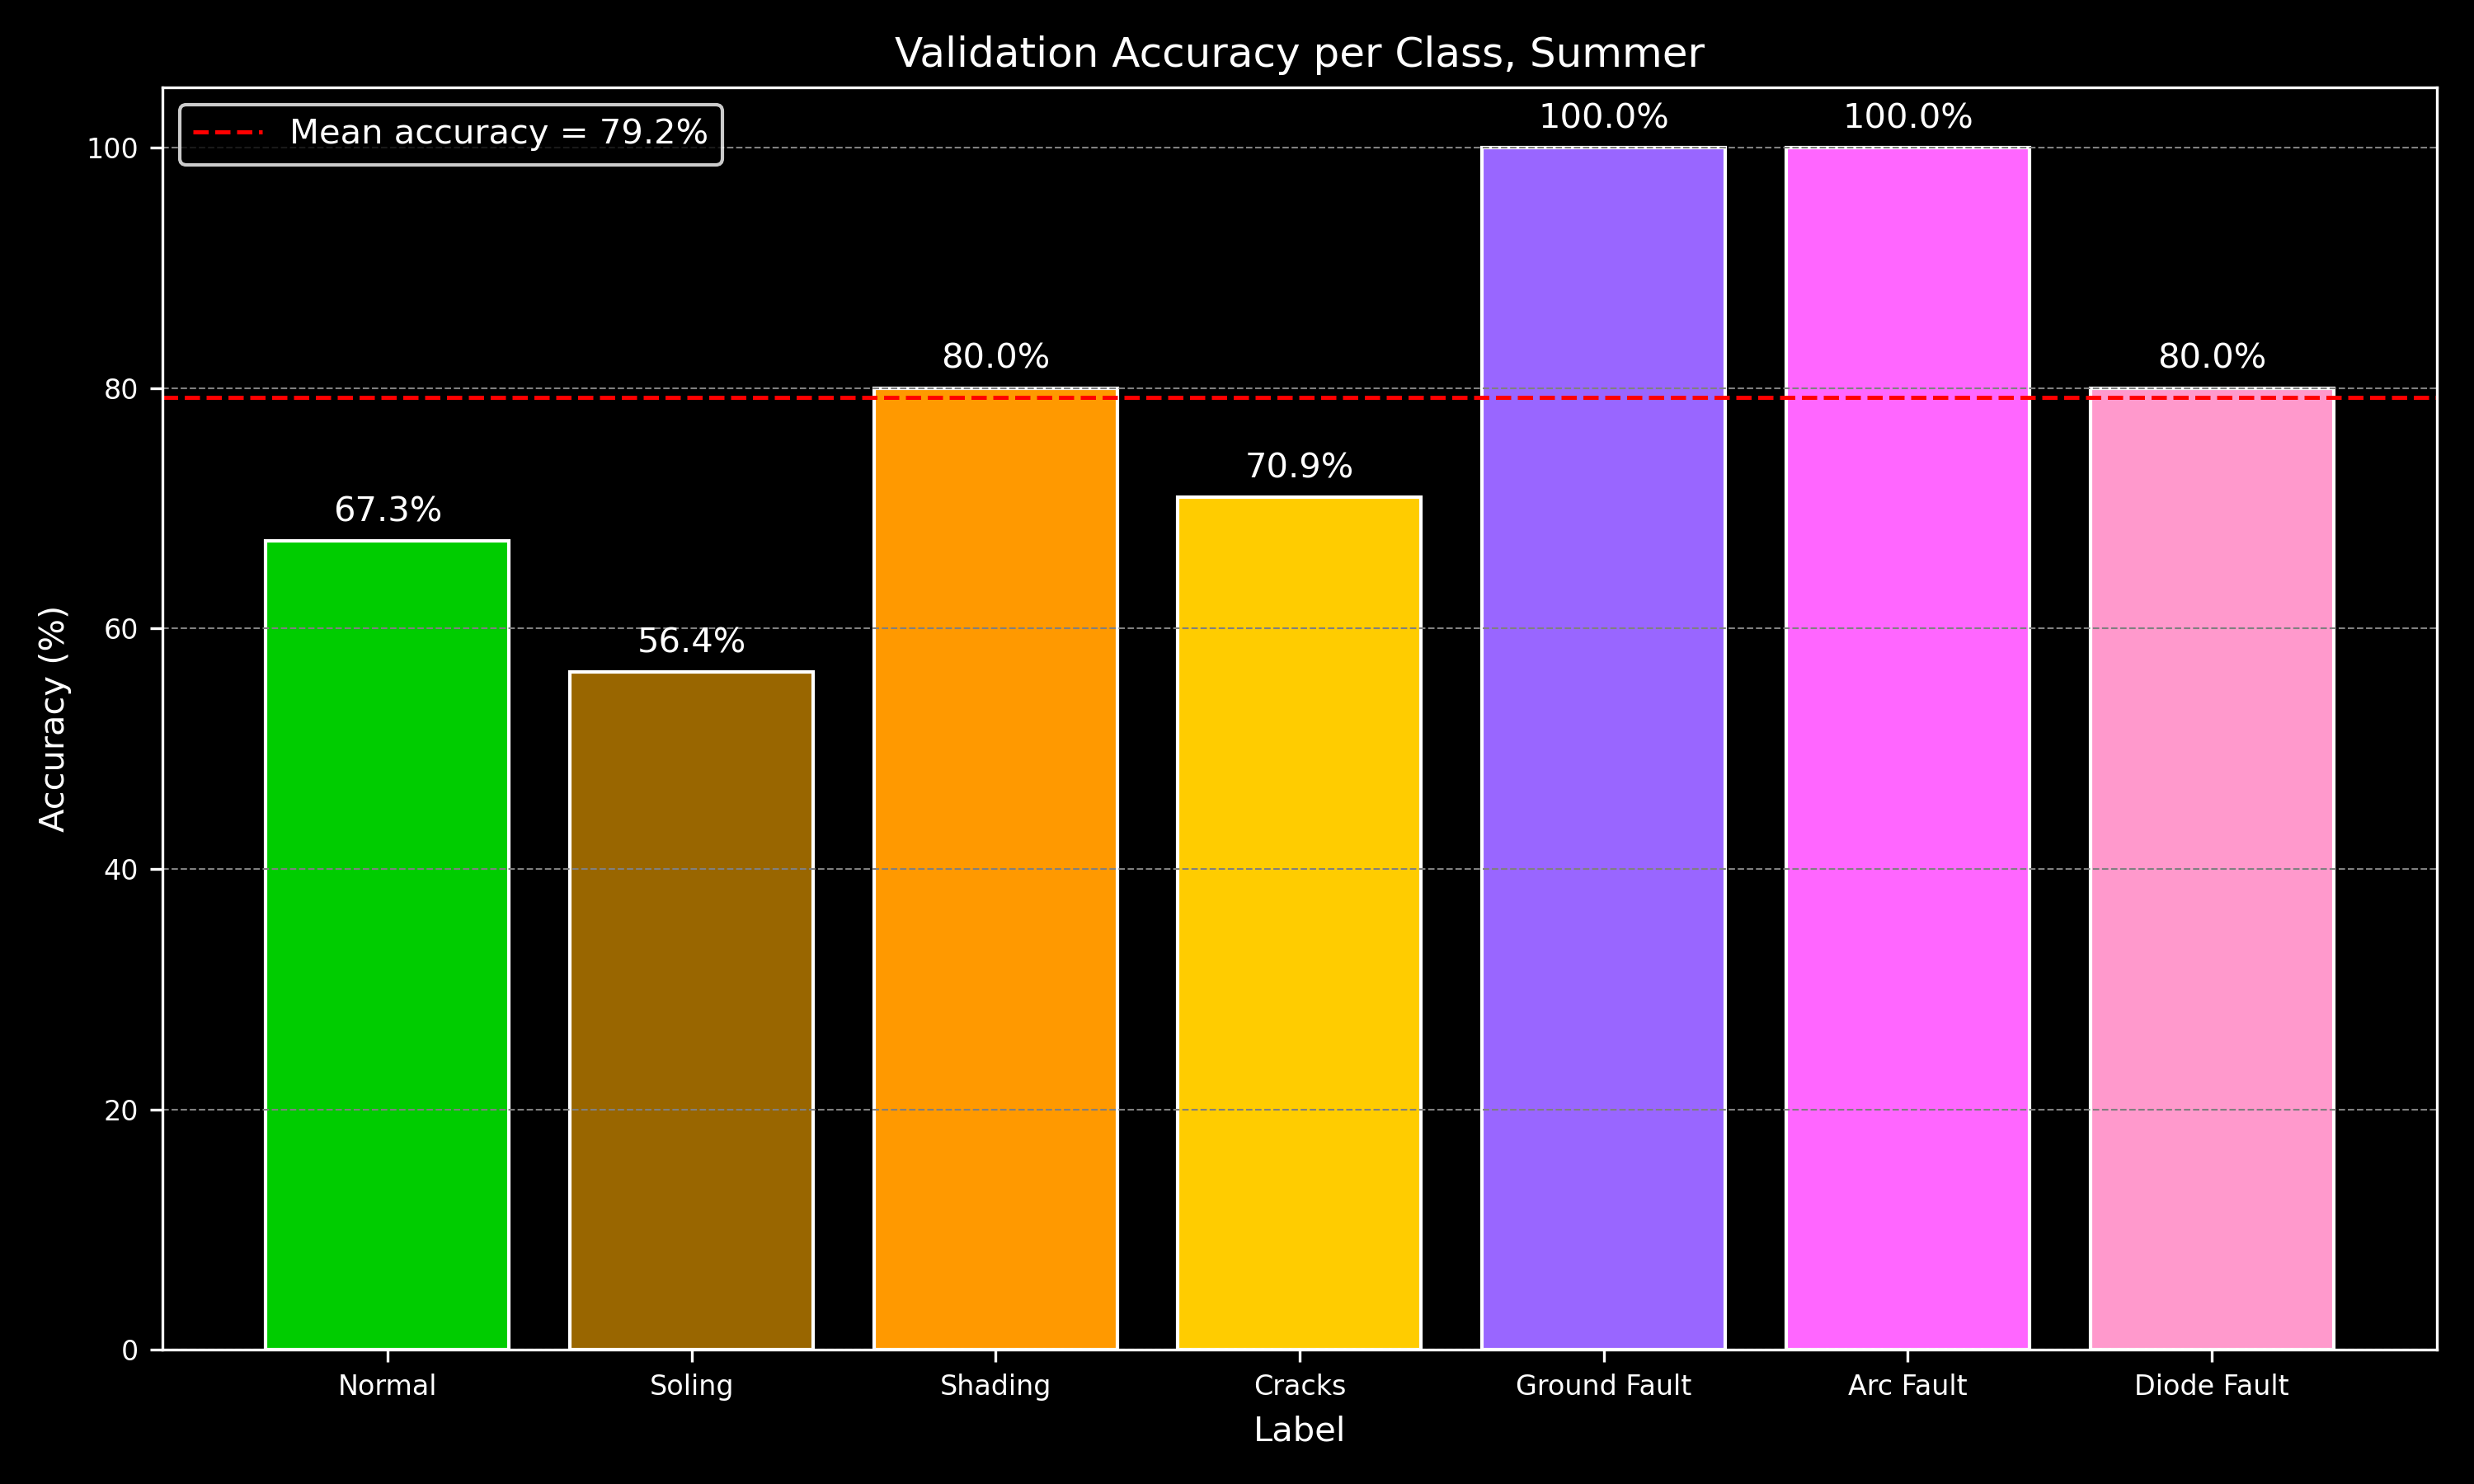 Validation Accuracy per Class, Summer
Mean accuracy = 79.2%
100.0%
100.0%
80.0%
80.0%
70.9%
67.3%
56.4%
100
80
60
40
20
0
Accuracy (%)
Normal Soling Shading Cracks Ground Fault Arc Fault Diode Fault
Label